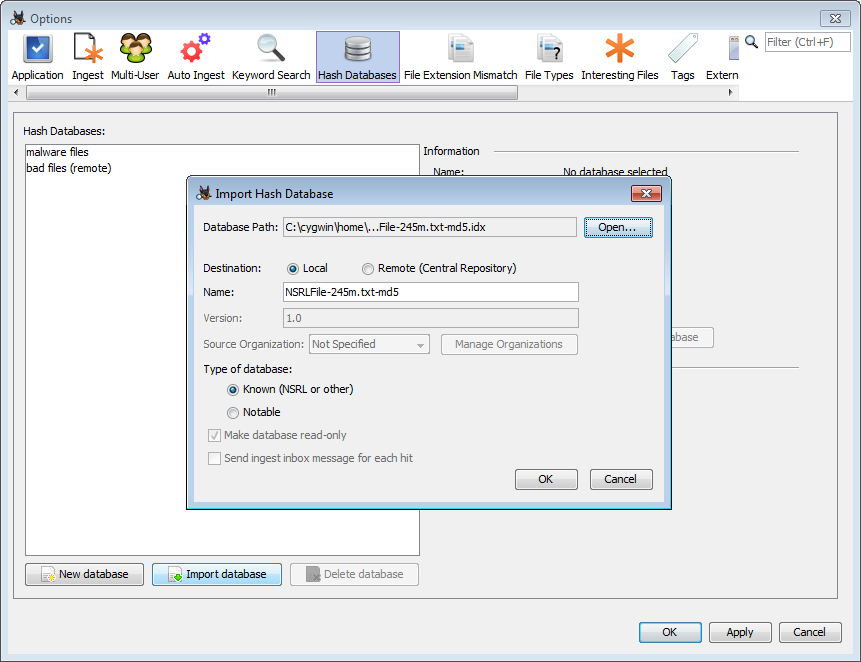 Options
Application Ingest Multi-User Auto Ingest Keyword Search Hash Databases File Extension Mismatch File Types Interesting Files Tags Extern
Filter (Ctrl+F)
Hash Databases:
malware files
bad files (remote)
Information
Name: No database selected
Import Hash Database
Database Path: C:\cygwin\home\...File-245m.txt-md5.idx Open...
Destination: Local Remote (Central Repository)
Name: NSRLFile-245m.txt-md5
Version: 1.0
Source Organization: Not Specified Manage Organizations
abase
Type of database:
Known (NSRL or other)
Notable
Make database read-only
Send ingest inbox message for each hit
OK Cancel
New database Import database Delete database
OK Apply Cancel